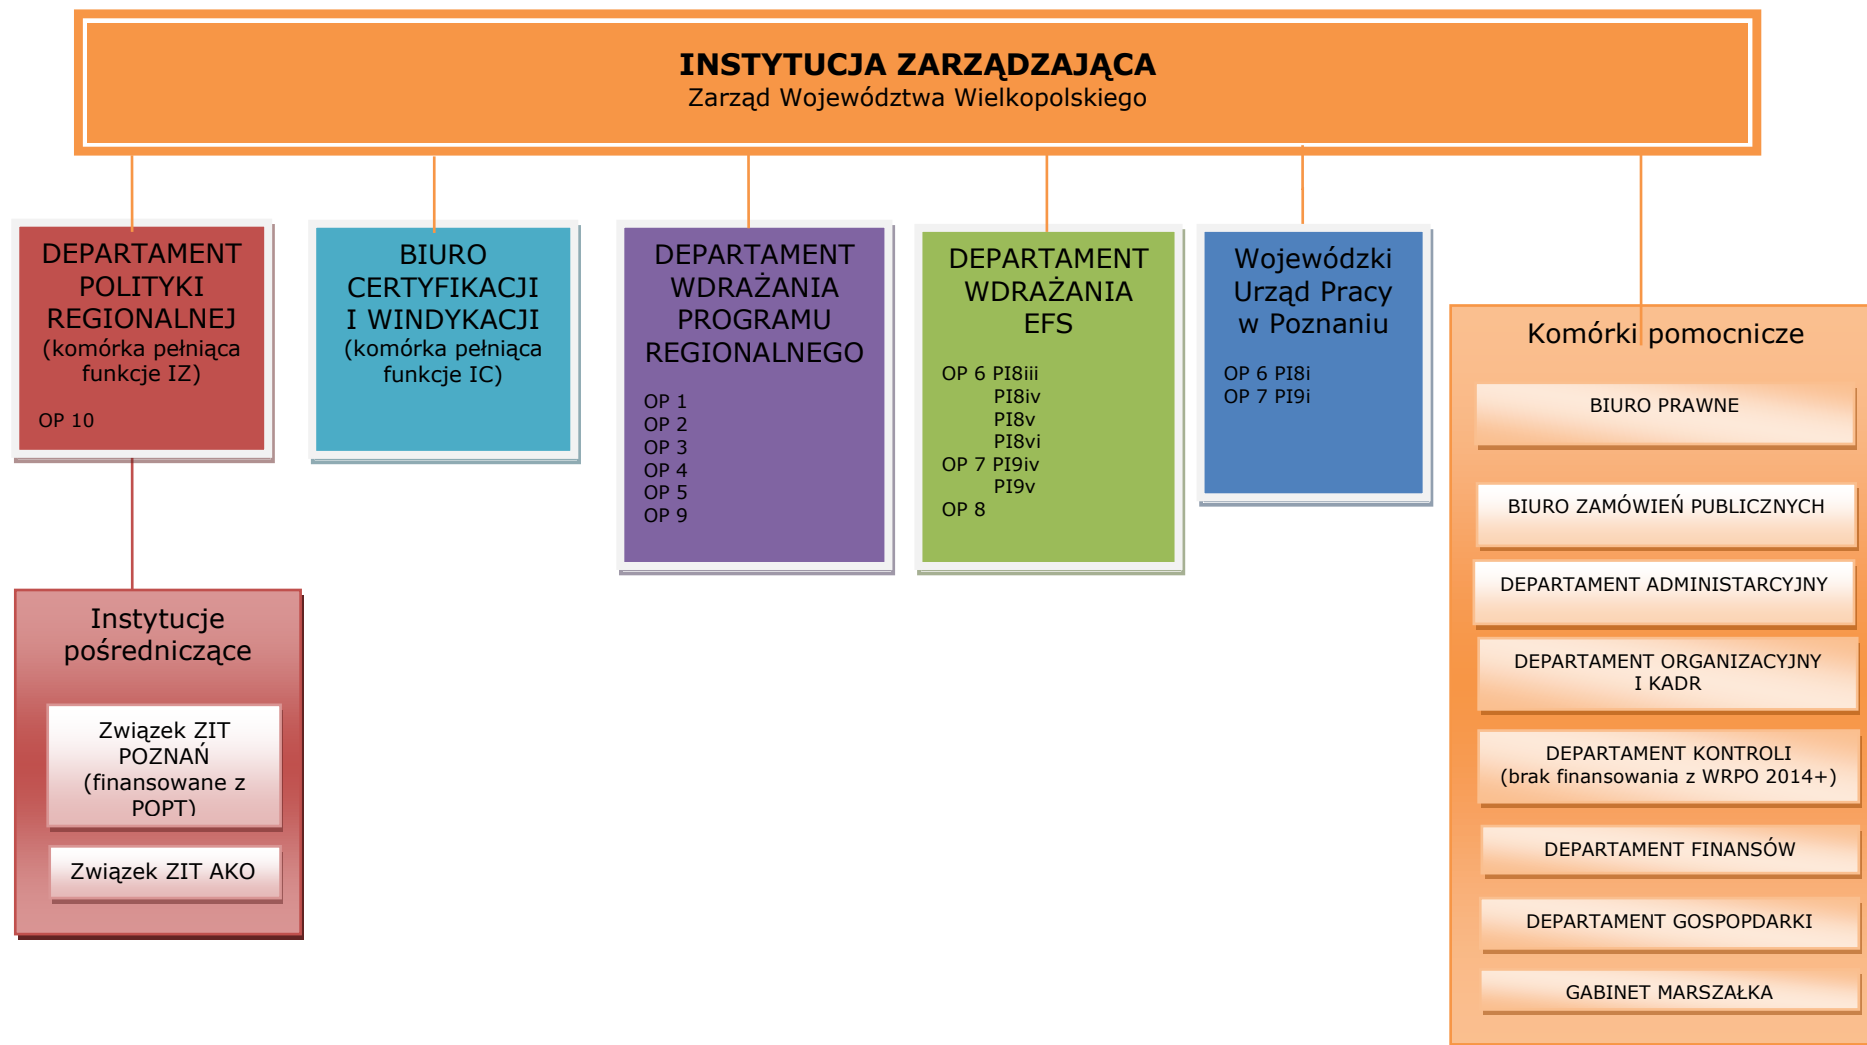 INSTYTUCJA ZARZĄDZAJĄCA
Zarząd Województwa Wielkopolskiego
DEPARTAMENT
POLITYKI
REGIONALNEJ
(komórka pełniąca
funkcje IZ)
OP 10
BIURO
CERTYFIKACJI
I WINDYKACJI
(komórka pełniąca
funkcje IC)
DEPARTAMENT
WDRAŻANIA
PROGRAMU
REGIONALNEGO
OP 1
OP 2
OP 3
OP 4
OP 5
OP 9
DEPARTAMENT
WDRAŻANIA
EFS
OP 6 PI8iii
PI8iv
PI8v
PI8vi
OP 7 PI9iv
PI9v
OP 8
Wojewódzki
Urząd Pracy
w Poznaniu
OP 6 PI8i
OP 7 PI9i
Komórki pomocnicze
BIURO PRAWNE
BIURO ZAMÓWIEŃ PUBLICZNYCH
DEPARTAMENT ADMINISTARCYJNY
DEPARTAMENT ORGANIZACYJNY
I KADR
DEPARTAMENT KONTROLI
(brak finansowania z WRPO 2014+)
DEPARTAMENT FINANSÓW
DEPARTAMENT GOSPOPDARKI
GABINET MARSZAŁKA
Instytucje
pośredniczące
Związek ZIT
POZNAŃ
(finansowane z
POPT)
Związek ZIT AKO